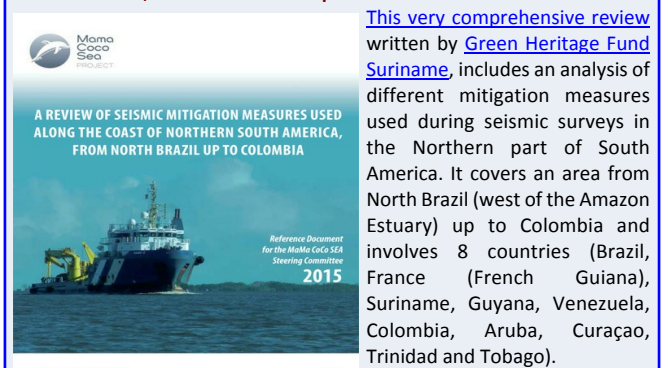 Mama
Coco
Sea
PROJECT
A REVIEW OF SEISMIC MITIGATION MEASURES USED
ALONG THE COAST OF NORTHERN SOUTH AMERICA,
FROM NORTH BRAZIL UP TO COLOMBIA
Reference Document
for the MaMa CoCo SEA
Steering Committee
2015
This very comprehensive review
written by Green Heritage Fund
Suriname, includes an analysis of
different mitigation measures
used during seismic surveys in
the Northern part of South
America. It covers an area from
North Brazil (west of the Amazon
Estuary) up to Colombia and
involves 8 countries (Brazil,
France (French Guiana),
Suriname, Guyana, Venezuela,
Colombia, Aruba, Curaçao,
Trinidad and Tobago).